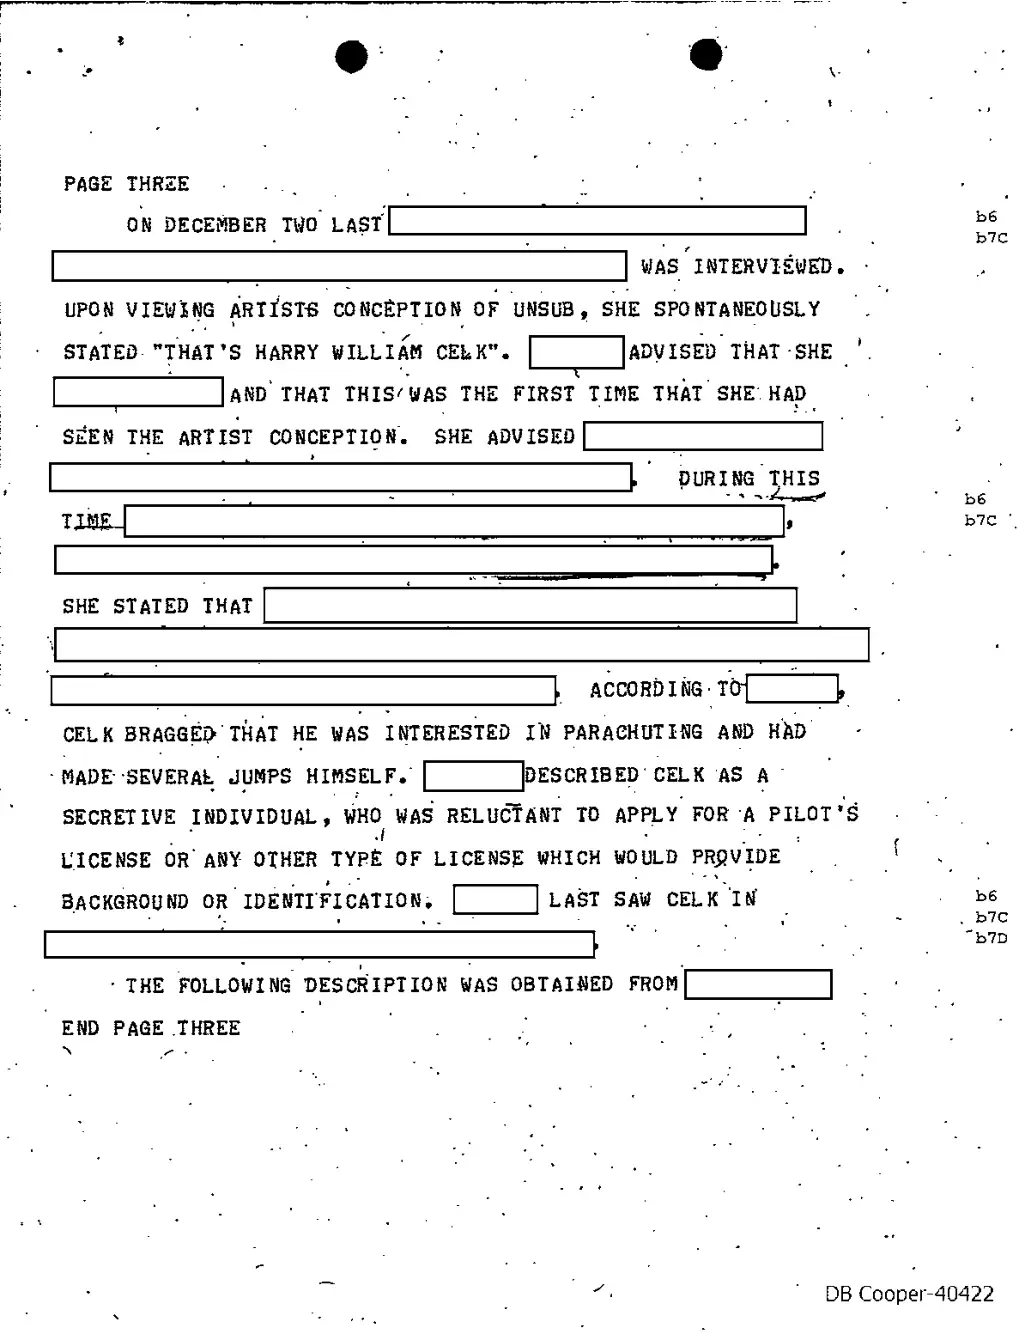 PAGE THREE
ON DECEMBER TWO LAST
b6
b7C
WAS INTERVIEWED.
UPON VIEWING ARTISTS CONCEPTION OF UNSUB, SHE SPONTANEOUSLY
STATED "THAT'S HARRY WILLIAM CELK". ADVISED THAT SHE
AND THAT THIS WAS THE FIRST TIME THAT SHE HAD
SEEN THE ARTIST CONCEPTION. SHE ADVISED
. DURING THIS
b6
b7C
TIME ,
.
SHE STATED THAT
. ACCORDING TO ,
CELK BRAGGED THAT HE WAS INTERESTED IN PARACHUTING AND HAD
MADE SEVERAL JUMPS HIMSELF. DESCRIBED CELK AS A
SECRETIVE INDIVIDUAL, WHO WAS RELUCTANT TO APPLY FOR A PILOT'S
LICENSE OR ANY OTHER TYPE OF LICENSE WHICH WOULD PROVIDE
BACKGROUND OR IDENTIFICATION. LAST SAW CELK IN
b6
b7C
b7D
.
THE FOLLOWING DESCRIPTION WAS OBTAINED FROM
END PAGE THREE
DB Cooper-40422